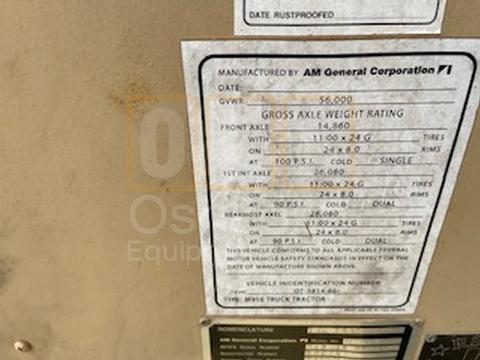 DATE RUSTPROOFED
MANUFACTURED BY AM General Corporation
DATE:
GVWR 56,000
GROSS AXLE WEIGHT RATING
FRONT AXLE 14,860
WITH 11:00 x 24 G TIRES
ON 24 x 8.0 RIMS
AT 100 P.S.I. COLD SINGLE
1ST INT AXLE 26,080
WITH 11:00 x 24 G TIRES
ON 24 x 8.0 RIMS
AT 90 P.S.I. COLD DUAL
REARMOST AXEL 26,080
WITH 11:00 x 24 G TIRES
ON 24 x 8.0 RIMS
AT 90 P.S.I. COLD DUAL
THIS VEHICLE CONFORMS TO ALL APPLICABLE FEDERAL
MOTOR VEHICLE SAFETY STANDARDS IN EFFECT ON THE
DATE OF MANUFACTURE SHOWN ABOVE.
VEHICLE INDENTIFICATION NUMBER
TYPE: M916 TRUCK TRACTOR
NOMENCLATURE
AM General Corporation